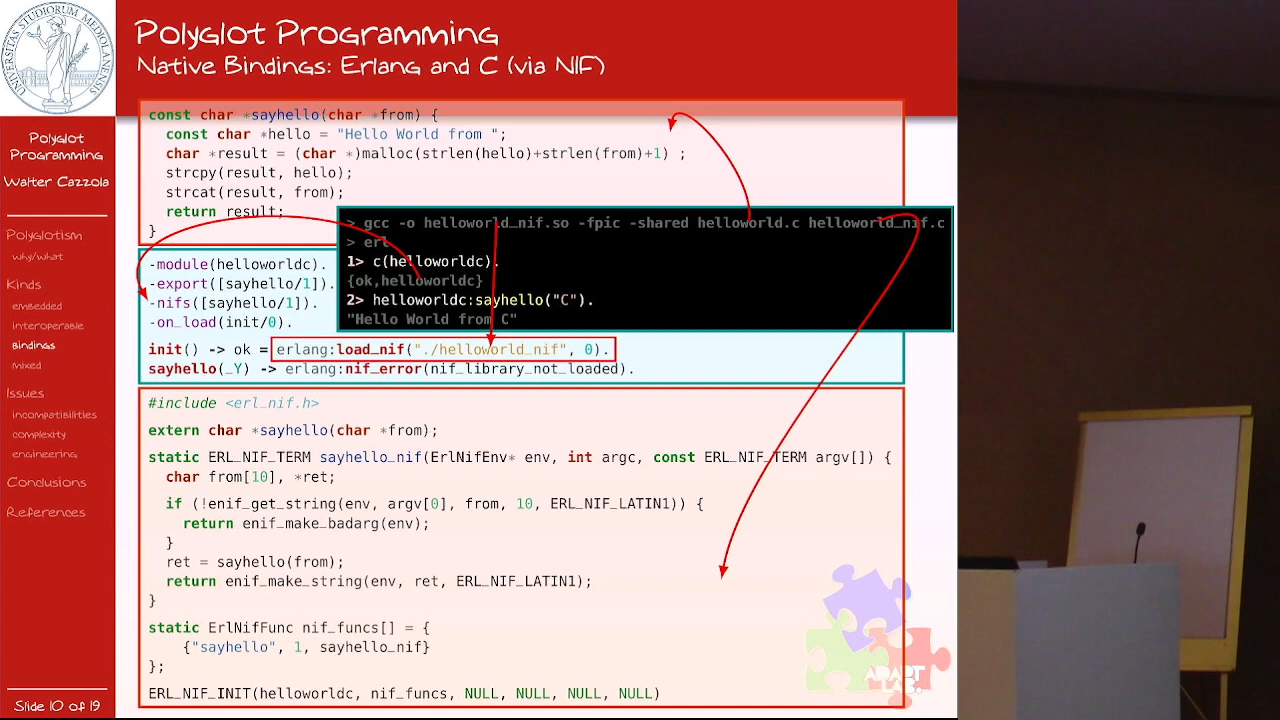 UNIVERSITAS STUDIORUM MEDIOLANENSIS
Polyglot Programming
Native Bindings: Erlang and C (via NIF)
Polyglot
Programming
Walter Cazzola
Polyglotism
why/what
Kinds
embedded
interoperable
Bindings
mixed
Issues
incompatibilities
complexity
engineering
Conclusions
References
Slide 10 of 19
const char *sayhello(char *from) {
  const char *hello = "Hello World from ";
  char *result = (char *)malloc(strlen(hello)+strlen(from)+1) ;
  strcpy(result, hello);
  strcat(result, from);
  return result;
}
> gcc -o helloworld_nif.so -fpic -shared helloworld.c helloworld_nif.c
> erl
1> c(helloworldc).
{ok,helloworldc}
2> helloworldc:sayhello("C").
"Hello World from C"
-module(helloworldc).
-export([sayhello/1]).
-nifs([sayhello/1]).
-on_load(init/0).
init() -> ok = erlang:load_nif("./helloworld_nif", 0).
sayhello(_Y) -> erlang:nif_error(nif_library_not_loaded).
#include <erl_nif.h>
extern char *sayhello(char *from);
static ERL_NIF_TERM sayhello_nif(ErlNifEnv* env, int argc, const ERL_NIF_TERM argv[]) {
  char from[10], *ret;
  if (!enif_get_string(env, argv[0], from, 10, ERL_NIF_LATIN1)) {
    return enif_make_badarg(env);
  }
  ret = sayhello(from);
  return enif_make_string(env, ret, ERL_NIF_LATIN1);
}
static ErlNifFunc nif_funcs[] = {
    {"sayhello", 1, sayhello_nif}
};
ERL_NIF_INIT(helloworldc, nif_funcs, NULL, NULL, NULL, NULL)
ADAPT
LAB.